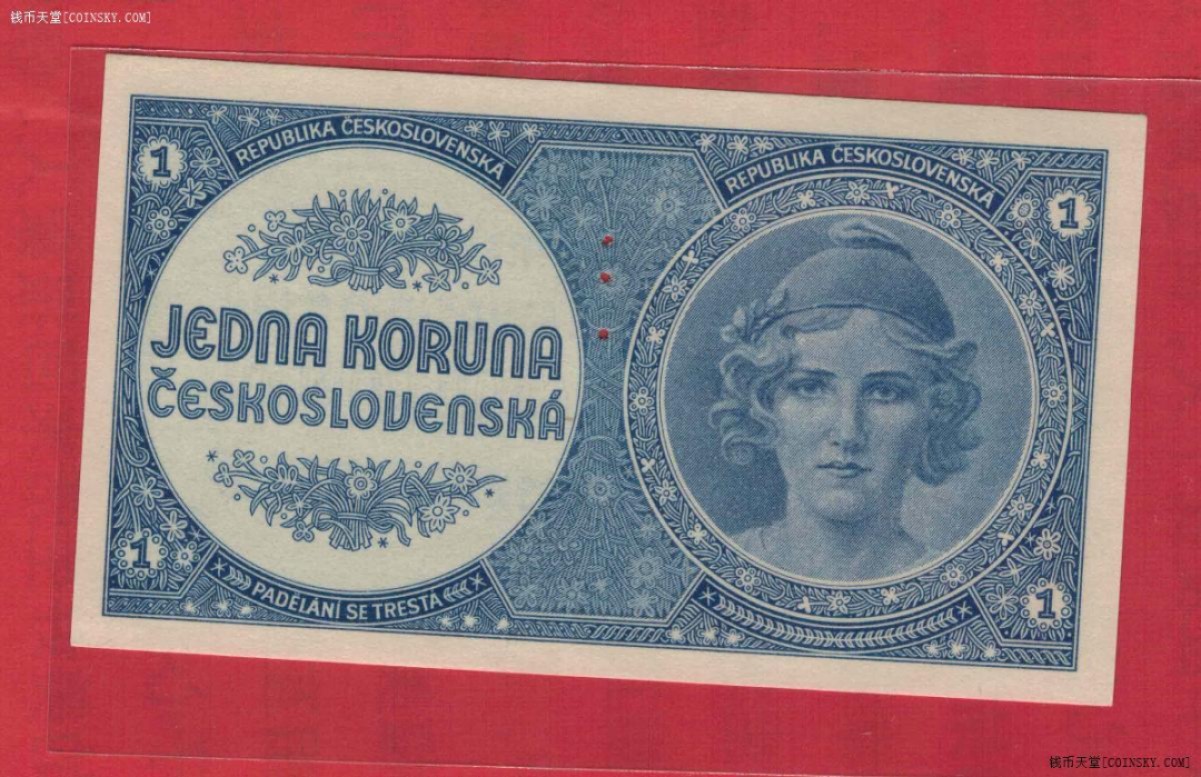 钱币天堂[COINSKY.COM]
1
REPUBLIKA ČESKOSLOVENSKÁ
REPUBLIKA ČESKOSLOVENSKÁ
1
JEDNA KORUNA
ČESKOSLOVENSKÁ
1
PADĚLÁNÍ SE TRESTÁ
1
钱币天堂[COINSKY.COM]